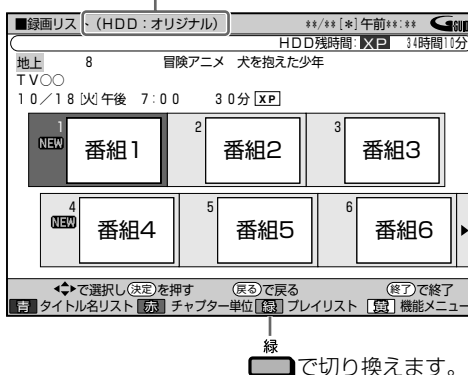 ■録画リスト(HDD:オリジナル) **/**[*]午前**:**
HDD残時間:XP 34時間10分
地上 8 冒険アニメ 犬を抱えた少年
TV○○
10/18[火]午後 7:00 30分 XP
1 NEW 番組1 2 番組2 3 番組3
4 NEW 番組4 5 番組5 6 番組6
で選択し決定を押す 戻るで戻る 終了で終了
青 タイトル名リスト 赤 チャプター単位 緑 プレイリスト 黄 機能メニュー
緑
で切り換えます。